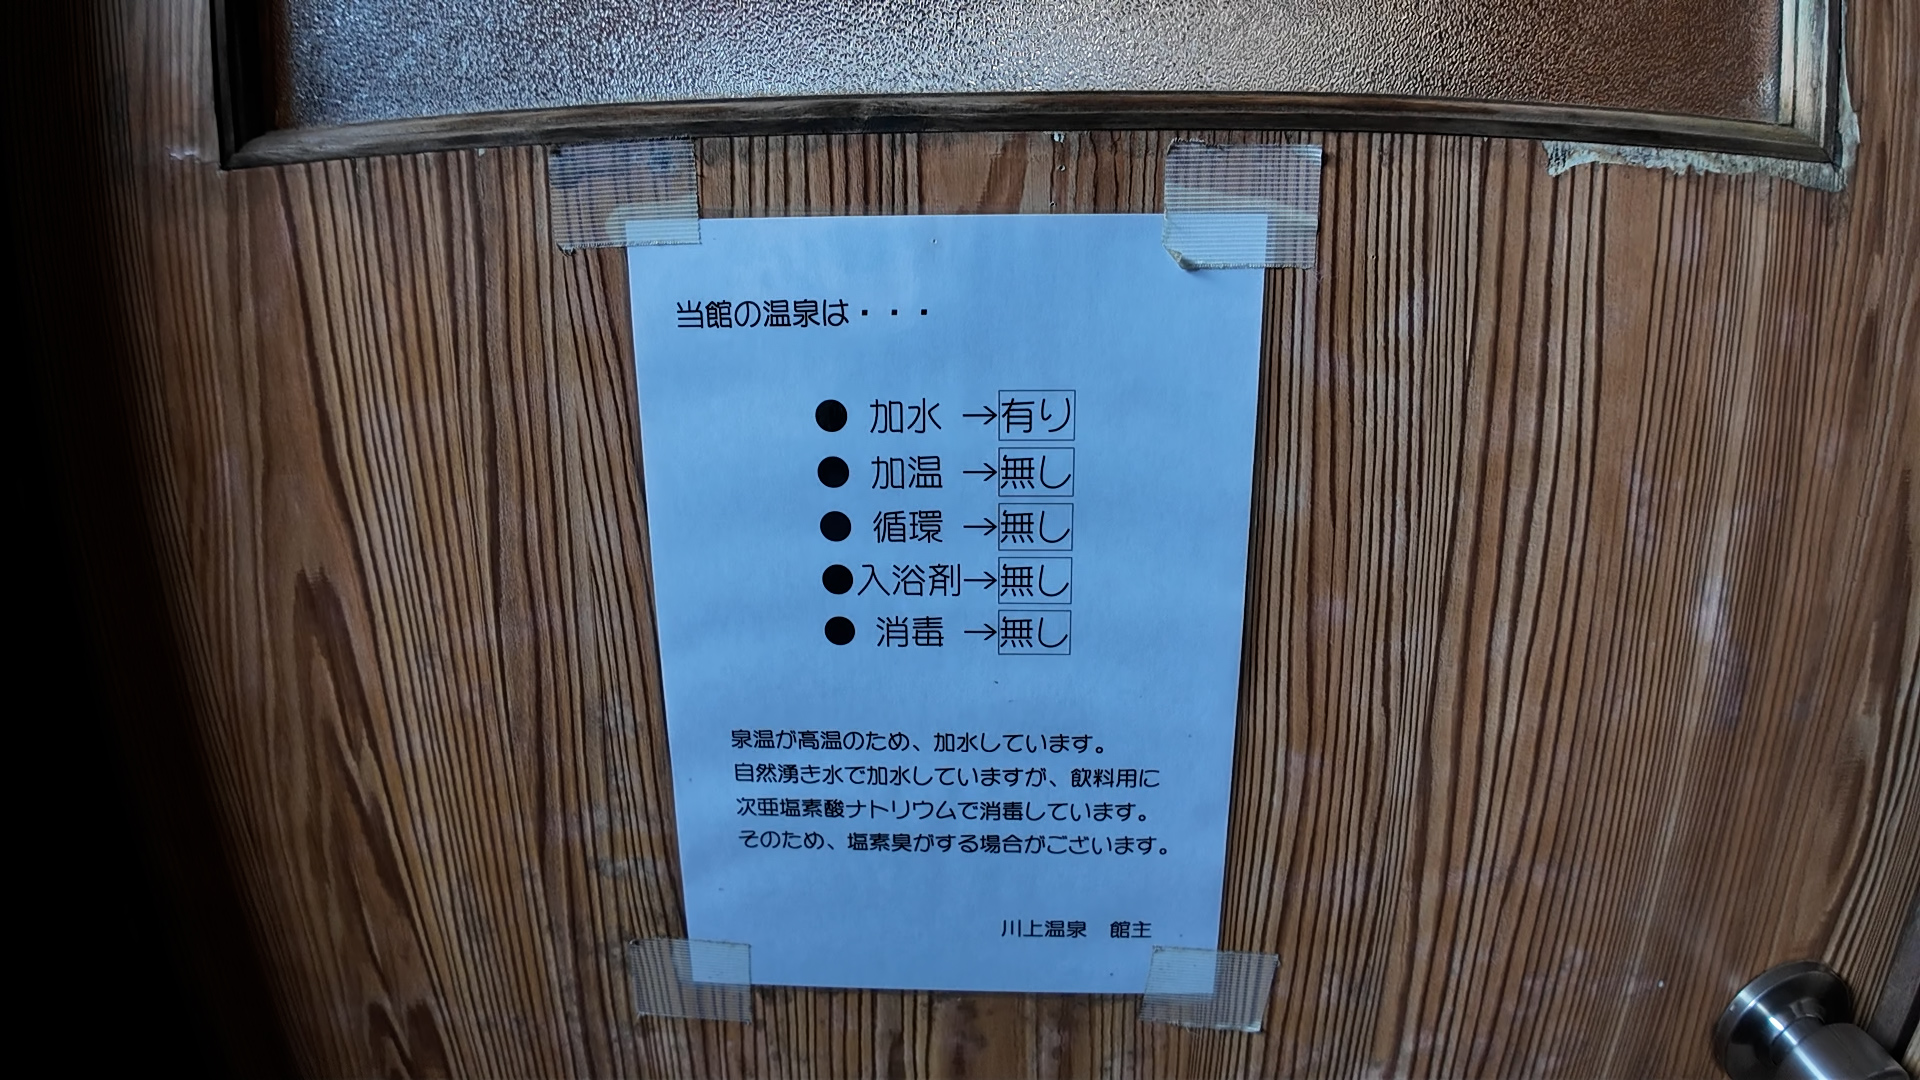 当館の温泉は・・・
● 加水 →有り
● 加温 →無し
● 循環 →無し
●入浴剤→無し
● 消毒 →無し
泉温が高温のため、加水しています。
自然湧き水で加水していますが、飲料用に
次亜塩素酸ナトリウムで消毒しています。
そのため、塩素臭がする場合がございます。
川上温泉　館主